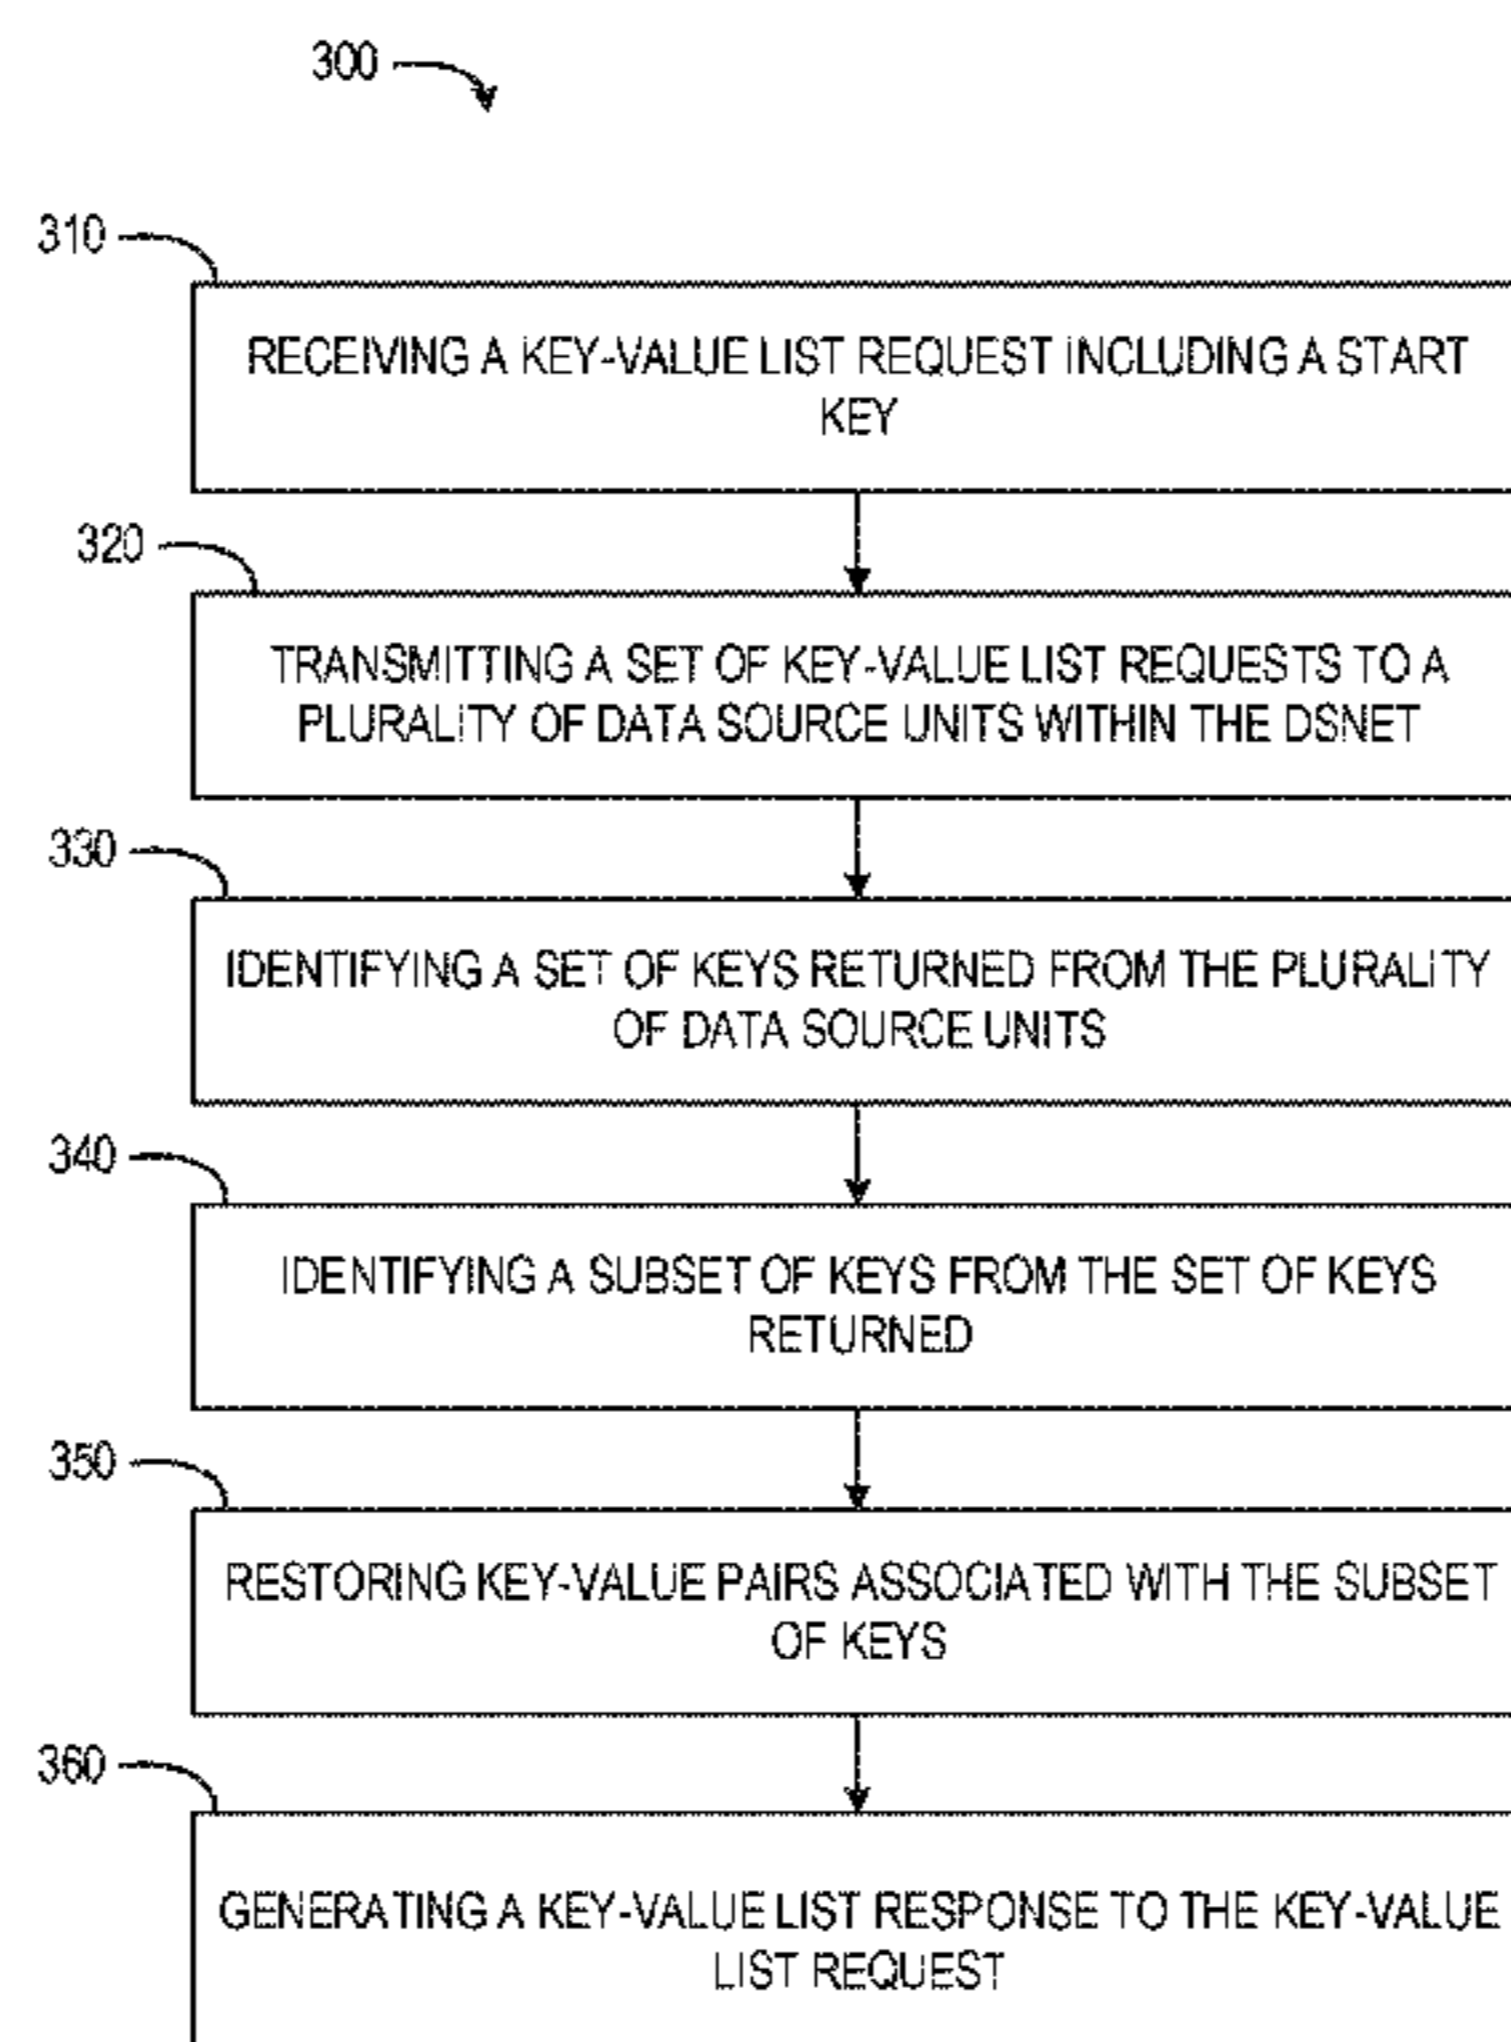 300
310
RECEIVING A KEY-VALUE LIST REQUEST INCLUDING A START
KEY
320
TRANSMITTING A SET OF KEY-VALUE LIST REQUESTS TO A
PLURALITY OF DATA SOURCE UNITS WITHIN THE DSNET
330
IDENTIFYING A SET OF KEYS RETURNED FROM THE PLURALITY
OF DATA SOURCE UNITS
340
IDENTIFYING A SUBSET OF KEYS FROM THE SET OF KEYS
RETURNED
350
RESTORING KEY-VALUE PAIRS ASSOCIATED WITH THE SUBSET
OF KEYS
360
GENERATING A KEY-VALUE LIST RESPONSE TO THE KEY-VALUE
LIST REQUEST